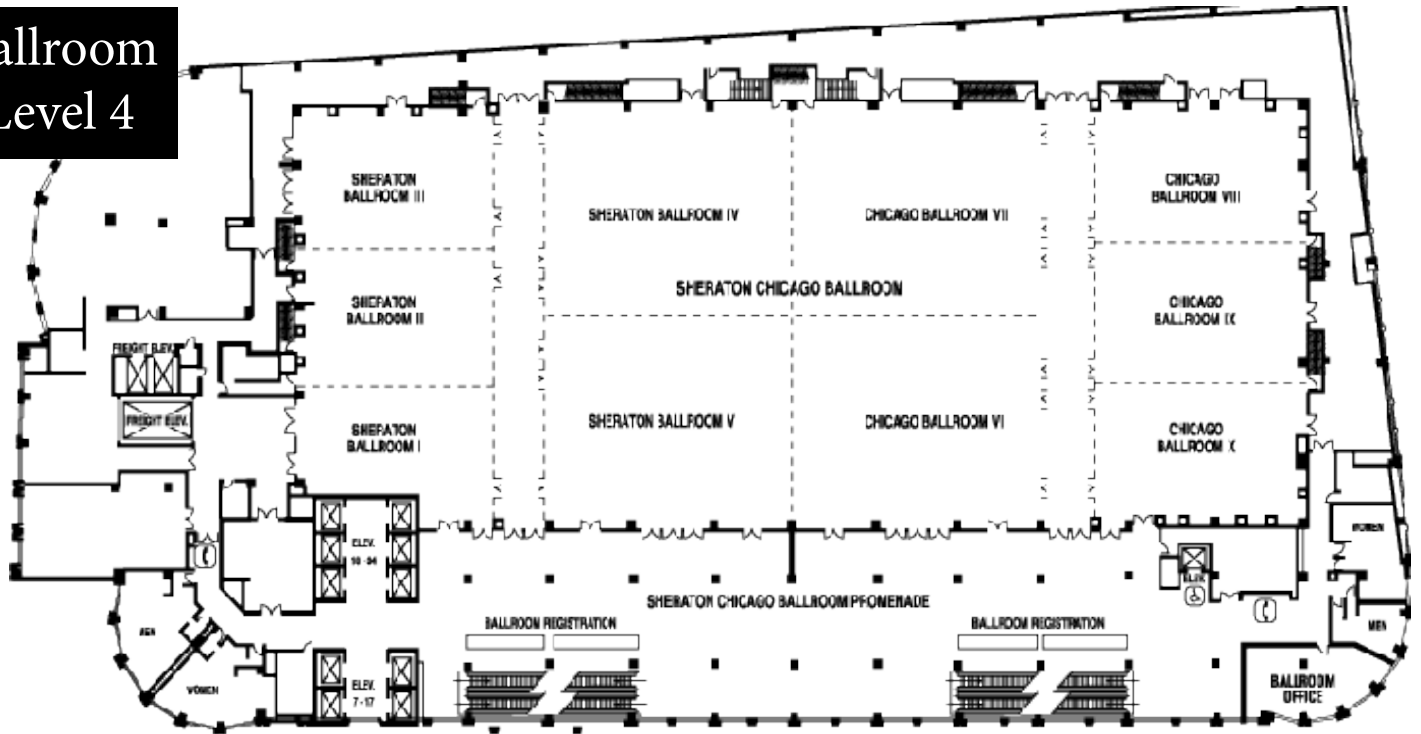 allroom
Level 4
SHERATON
BALLROOM III
SHERATON BALLROOM IV
CHICAGO BALLROOM VII
CHICAGO
BALLROOM VIII
SHERATON CHICAGO BALLROOM
SHERATON
BALLROOM II
CHICAGO
BALLROOM IX
FREIGHT ELEV.
FREIGHT ELEV.
SHERATON
BALLROOM I
SHERATON BALLROOM V
CHICAGO BALLROOM VI
CHICAGO
BALLROOM X
WOMEN
ELEV.
ELEV.
SHERATON CHICAGO BALLROOM PROMENADE
BALLROOM REGISTRATION
BALLROOM REGISTRATION
MEN
MEN
WOMEN
ELEV.
7-17
BALLROOM
OFFICE